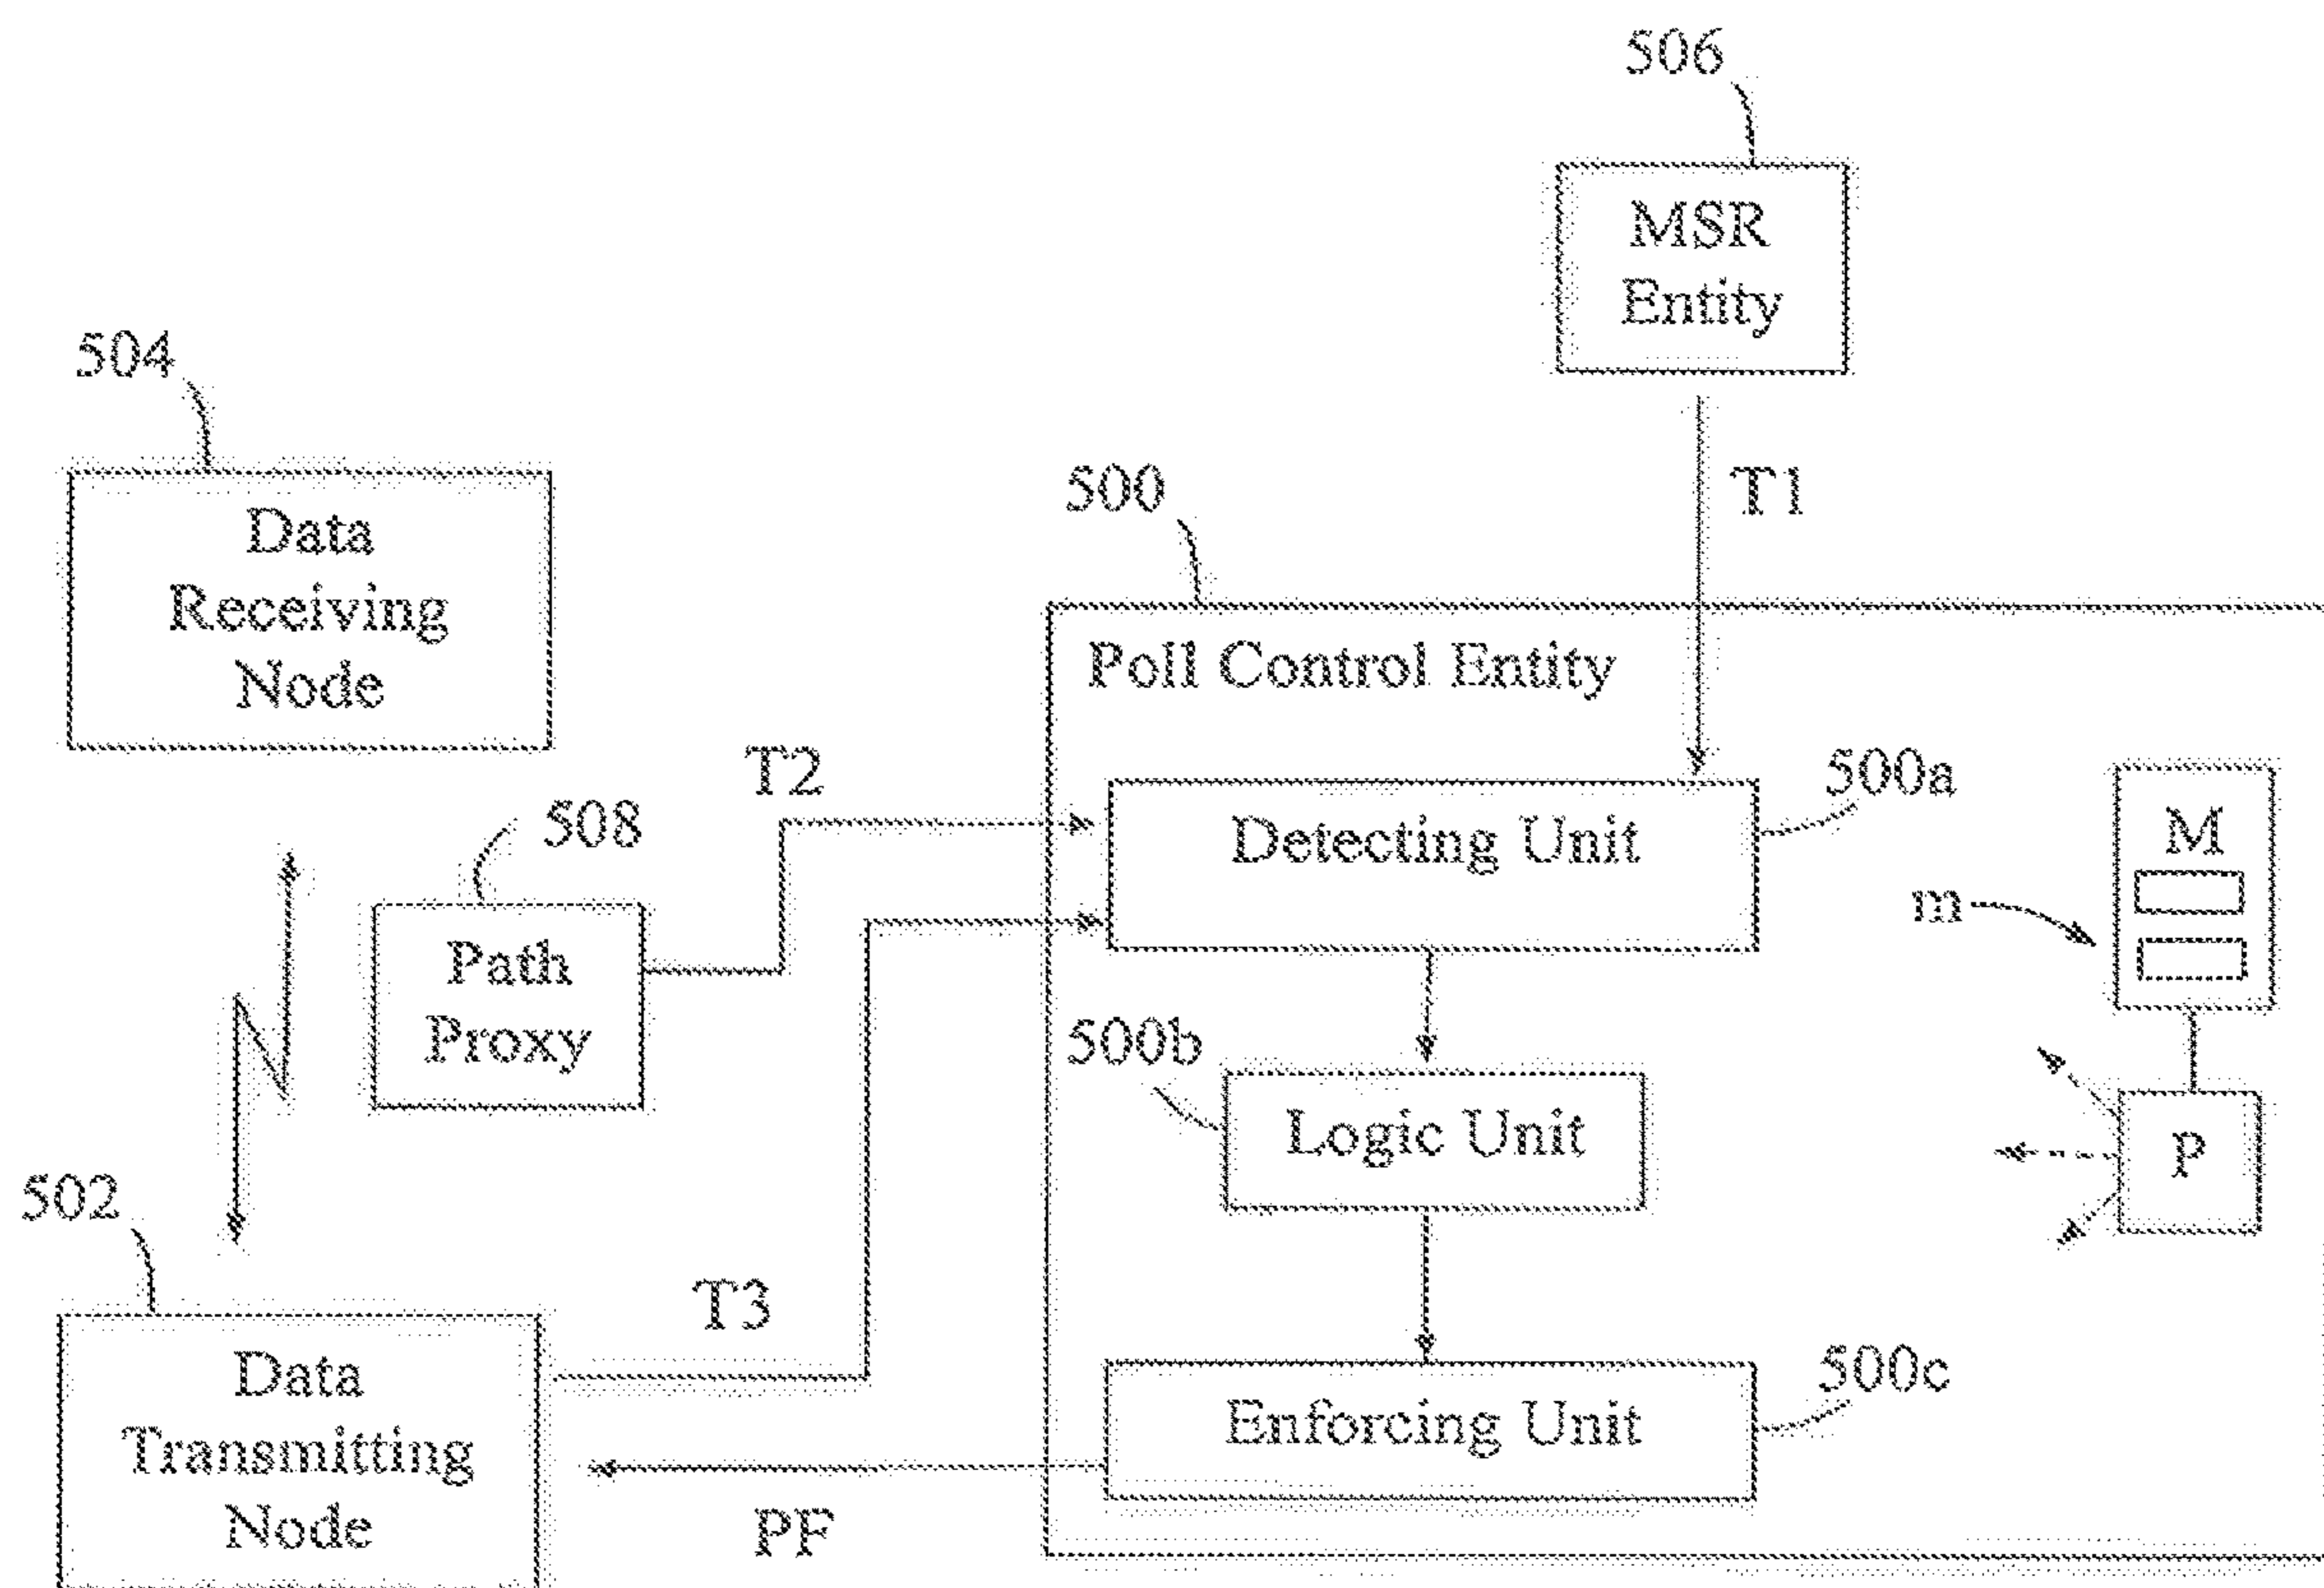 506
MSR
Entity
504
Data
Receiving
Node
500
T1
Poll Control Entity
T2
508
Path
Proxy
500a
Detecting Unit
M
m
500b
Logic Unit
P
502
T3
Data
Transmitting
Node
500c
Enforcing Unit
PF